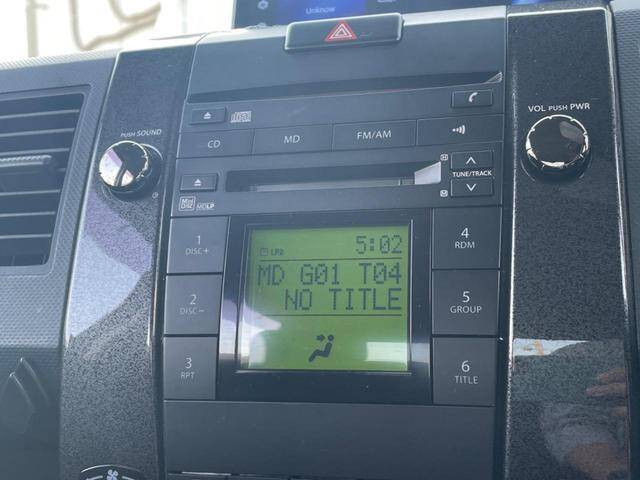 Unknow
PUSH SOUND
VOL PUSH PWR
CD
MD
FM/AM
TUNE/TRACK
MDLP
1
DISC+
2
DISC−
3
RPT
LP2
5:02
MD G01 T04
NO TITLE
4
RDM
5
GROUP
6
TITLE